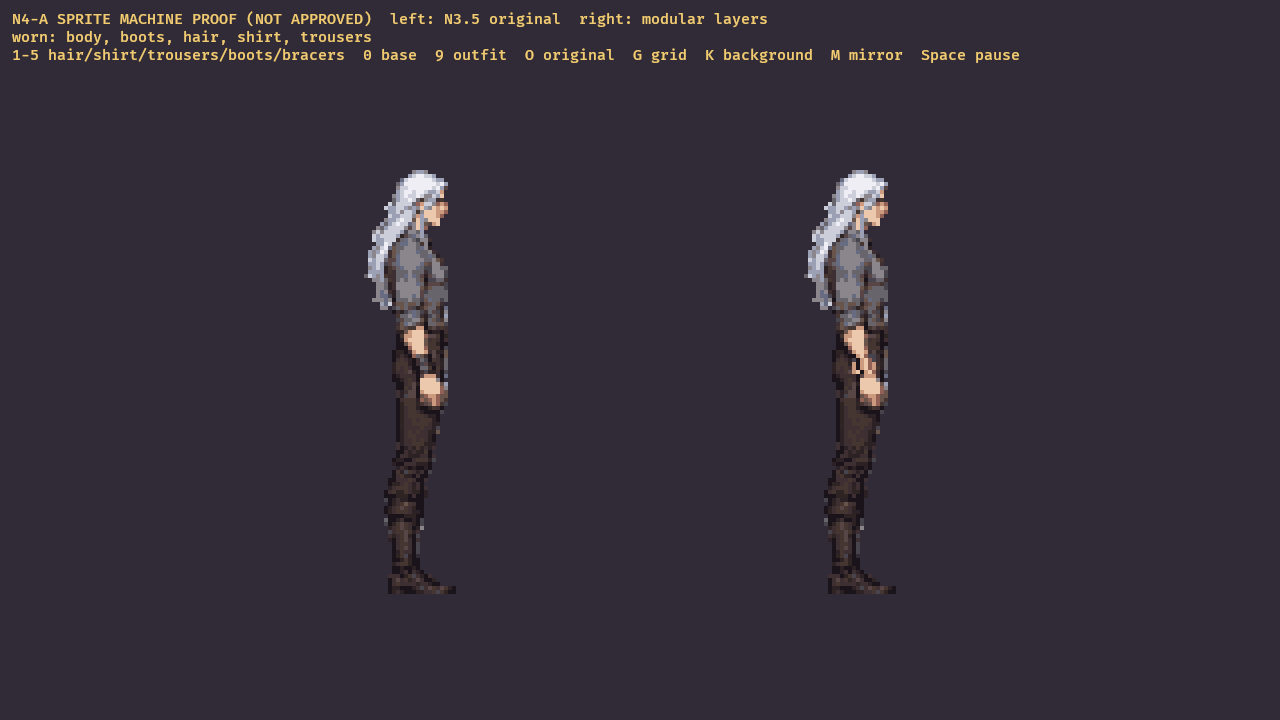 N4-A SPRITE MACHINE PROOF (NOT APPROVED)  left: N3.5 original  right: modular layers
worn: body, boots, hair, shirt, trousers
1-5 hair/shirt/trousers/boots/bracers  0 base  9 outfit  O original  G grid  K background  M mirror  Space pause